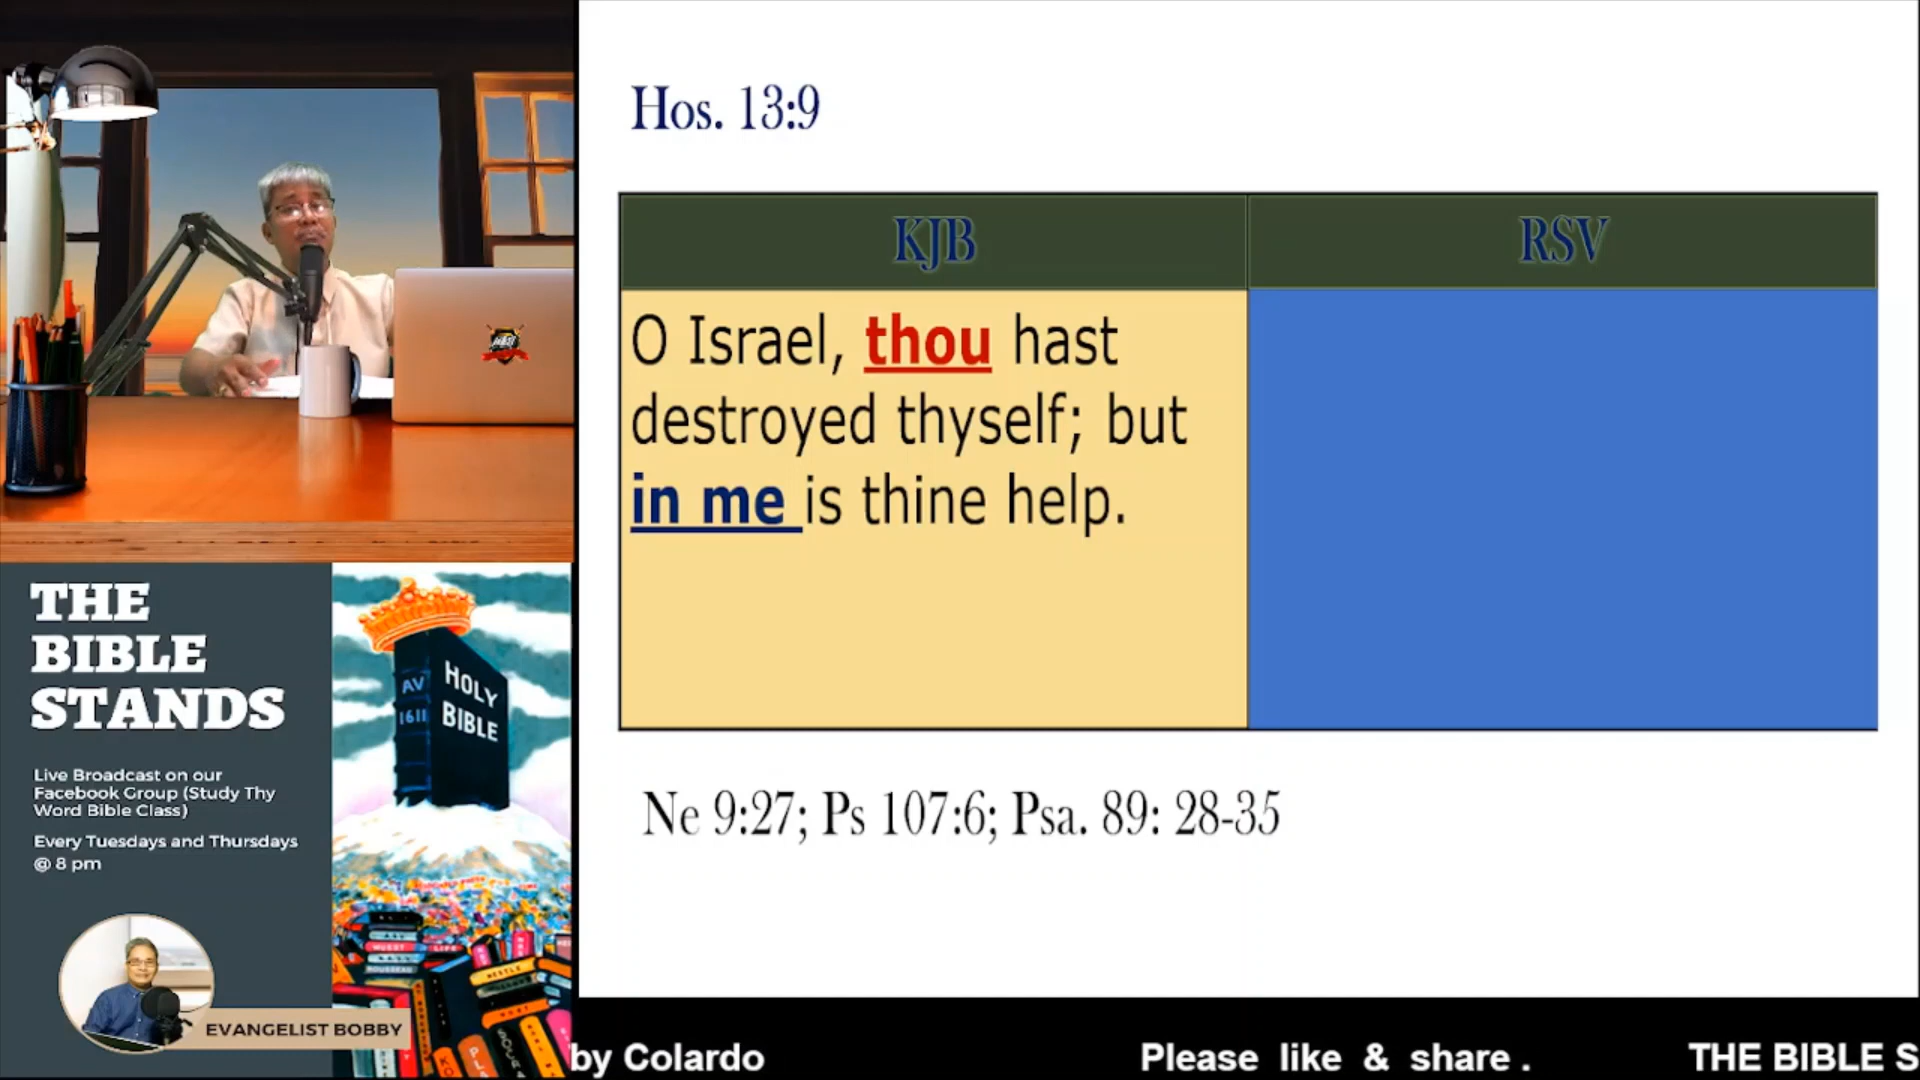 Hos. 13:9
KJB
RSV
O Israel, thou hast
destroyed thyself; but
in me is thine help.
Ne 9:27; Ps 107:6; Psa. 89: 28-35
THE
BIBLE
STANDS
Live Broadcast on our
Facebook Group (Study Thy
Word Bible Class)
Every Tuesdays and Thursdays
@ 8 pm
EVANGELIST BOBBY
AV
1611
HOLY
BIBLE
by Colardo
Please like & share .
THE BIBLE S